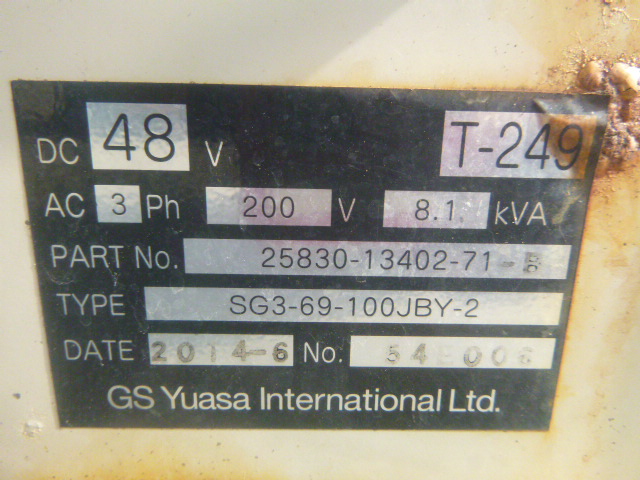 DC 48 V T-249
AC 3 Ph 200 V 8.1 kVA
PART No. 25830-13402-71-
TYPE SG3-69-100JBY-2
DATE 2014-6 No.
GS Yuasa International Ltd.